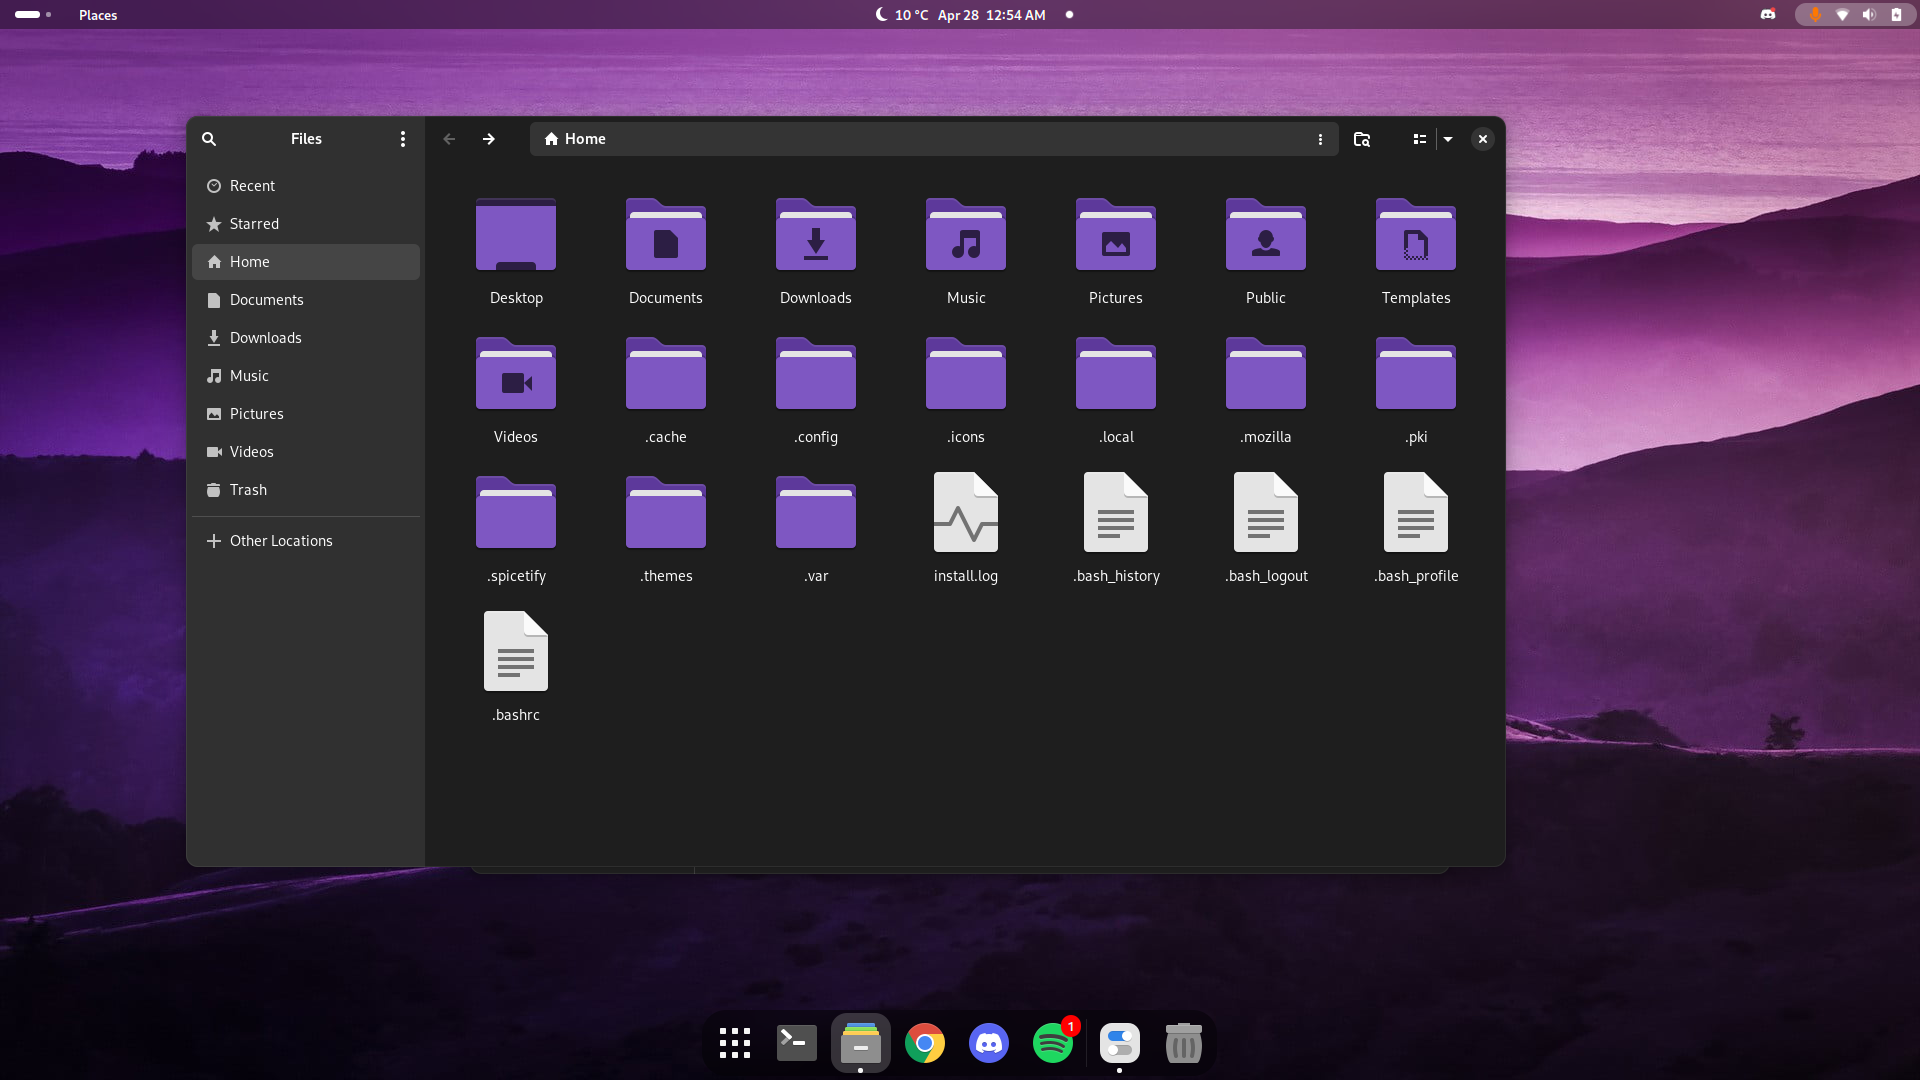 Places
10 °C Apr 28 12:54 AM
Files
Home
Recent
Starred
Home
Documents
Downloads
Music
Pictures
Videos
Trash
Other Locations
Desktop
Documents
Downloads
Music
Pictures
Public
Templates
Videos
.cache
.config
.icons
.local
.mozilla
.pki
.spicetify
.themes
.var
install.log
.bash_history
.bash_logout
.bash_profile
.bashrc
1